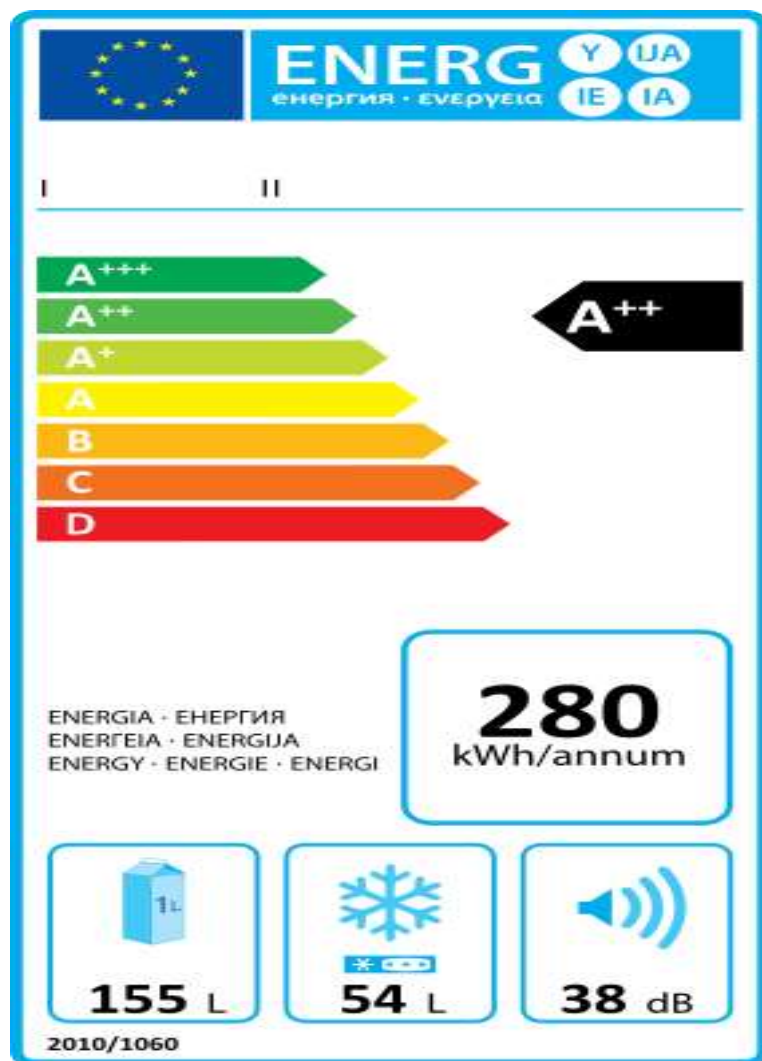 ENERG Y IJA
енергия · ενεργεια IE IA
I II
A+++
A++ A++
A+
A
B
C
D
280
kWh/annum
ENERGIA · ЕНЕРГИЯ
ΕΝΕΡΓΕΙΑ · ENERGIJA
ENERGY · ENERGIE · ENERGI
1L
155 L 54 L 38 dB
2010/1060